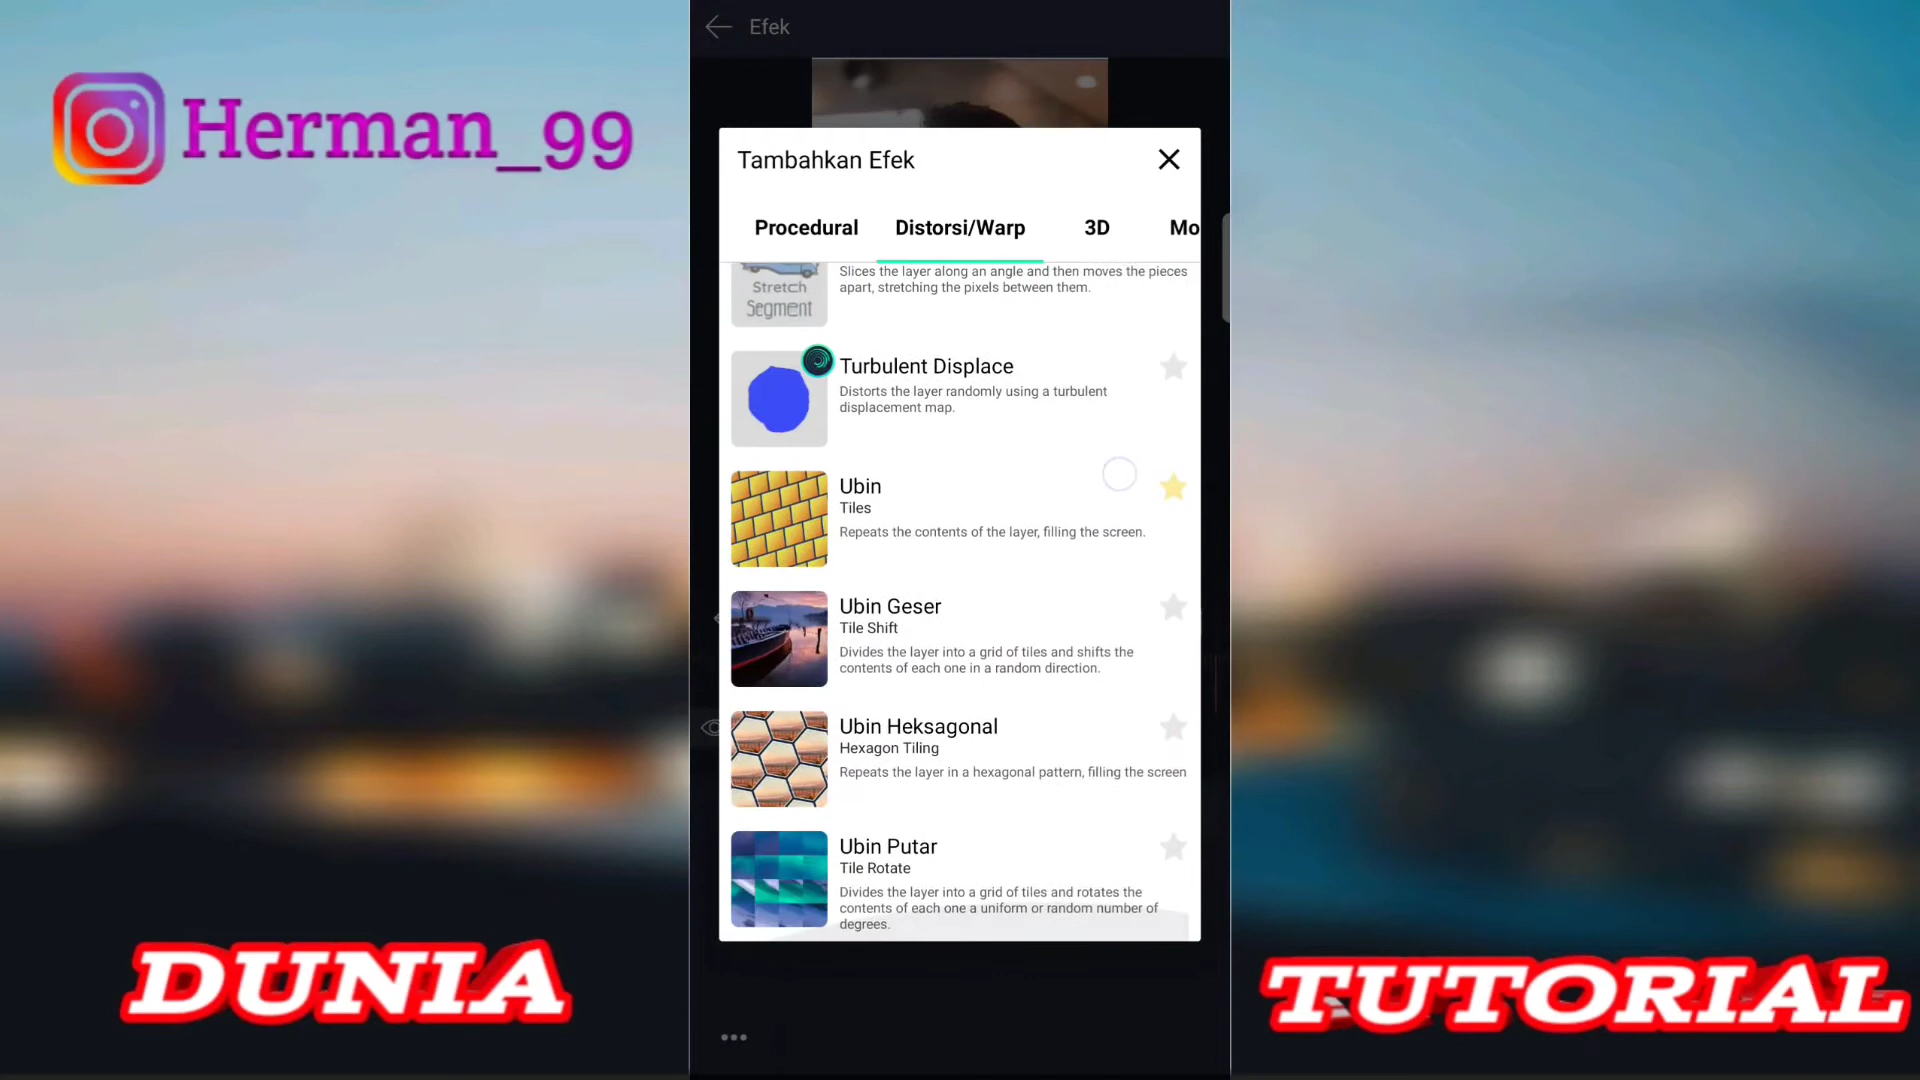 Efek
Herman_99
Tambahkan Efek
Procedural
Distorsi/Warp
3D
Mo
Stretch
Segment
Slices the layer along an angle and then moves the pieces
apart, stretching the pixels between them.
Turbulent Displace
Distorts the layer randomly using a turbulent
displacement map.
Ubin
Tiles
Repeats the contents of the layer, filling the screen.
Ubin Geser
Tile Shift
Divides the layer into a grid of tiles and shifts the
contents of each one in a random direction.
Ubin Heksagonal
Hexagon Tiling
Repeats the layer in a hexagonal pattern, filling the screen
Ubin Putar
Tile Rotate
Divides the layer into a grid of tiles and rotates the
contents of each one a uniform or random number of
degrees.
DUNIA
TUTORIAL